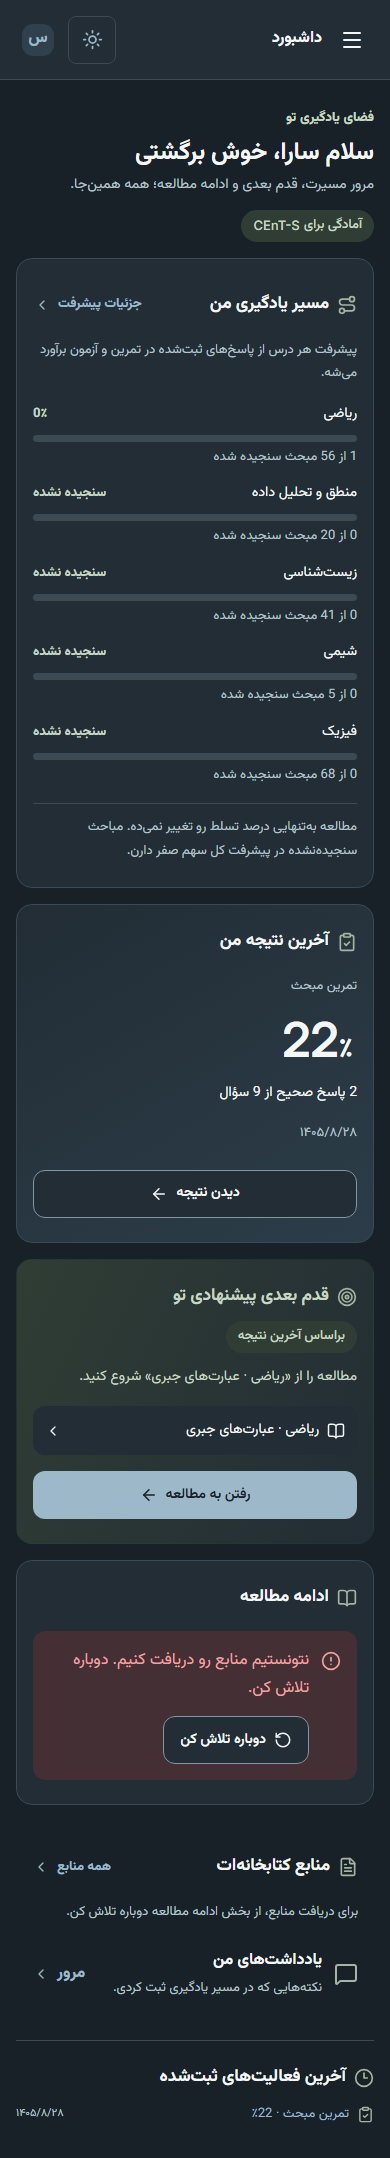 داشبورد
س
فضای یادگیری تو
سلام سارا، خوش برگشتی
مرور مسیرت، قدم بعدی و ادامه مطالعه؛ همه همین‌جا.
آمادگی برای CEnT-S
مسیر یادگیری من
جزئیات پیشرفت
پیشرفت هر درس از پاسخ‌های ثبت‌شده در تمرین و آزمون برآورد
می‌شه.
ریاضی
0٪
1 از 56 مبحث سنجیده شده
منطق و تحلیل داده
سنجیده نشده
0 از 20 مبحث سنجیده شده
زیست‌شناسی
سنجیده نشده
0 از 41 مبحث سنجیده شده
شیمی
سنجیده نشده
0 از 5 مبحث سنجیده شده
فیزیک
سنجیده نشده
0 از 68 مبحث سنجیده شده
مطالعه به‌تنهایی درصد تسلط رو تغییر نمی‌ده. مباحث
سنجیده‌نشده در پیشرفت کل سهم صفر دارن.
آخرین نتیجه من
تمرین مبحث
22٪
2 پاسخ صحیح از 9 سؤال
۱۴۰۵/۸/۲۸
دیدن نتیجه
قدم بعدی پیشنهادی تو
براساس آخرین نتیجه
مطالعه را از «ریاضی · عبارت‌های جبری» شروع کنید.
ریاضی · عبارت‌های جبری
رفتن به مطالعه
ادامه مطالعه
نتونستیم منابع رو دریافت کنیم. دوباره
تلاش کن.
دوباره تلاش کن
منابع کتابخانه‌ات
همه منابع
برای دریافت منابع، از بخش ادامه مطالعه دوباره تلاش کن.
یادداشت‌های من
مرور
نکته‌هایی که در مسیر یادگیری ثبت کردی.
آخرین فعالیت‌های ثبت‌شده
تمرین مبحث · 22٪
۱۴۰۵/۸/۲۸